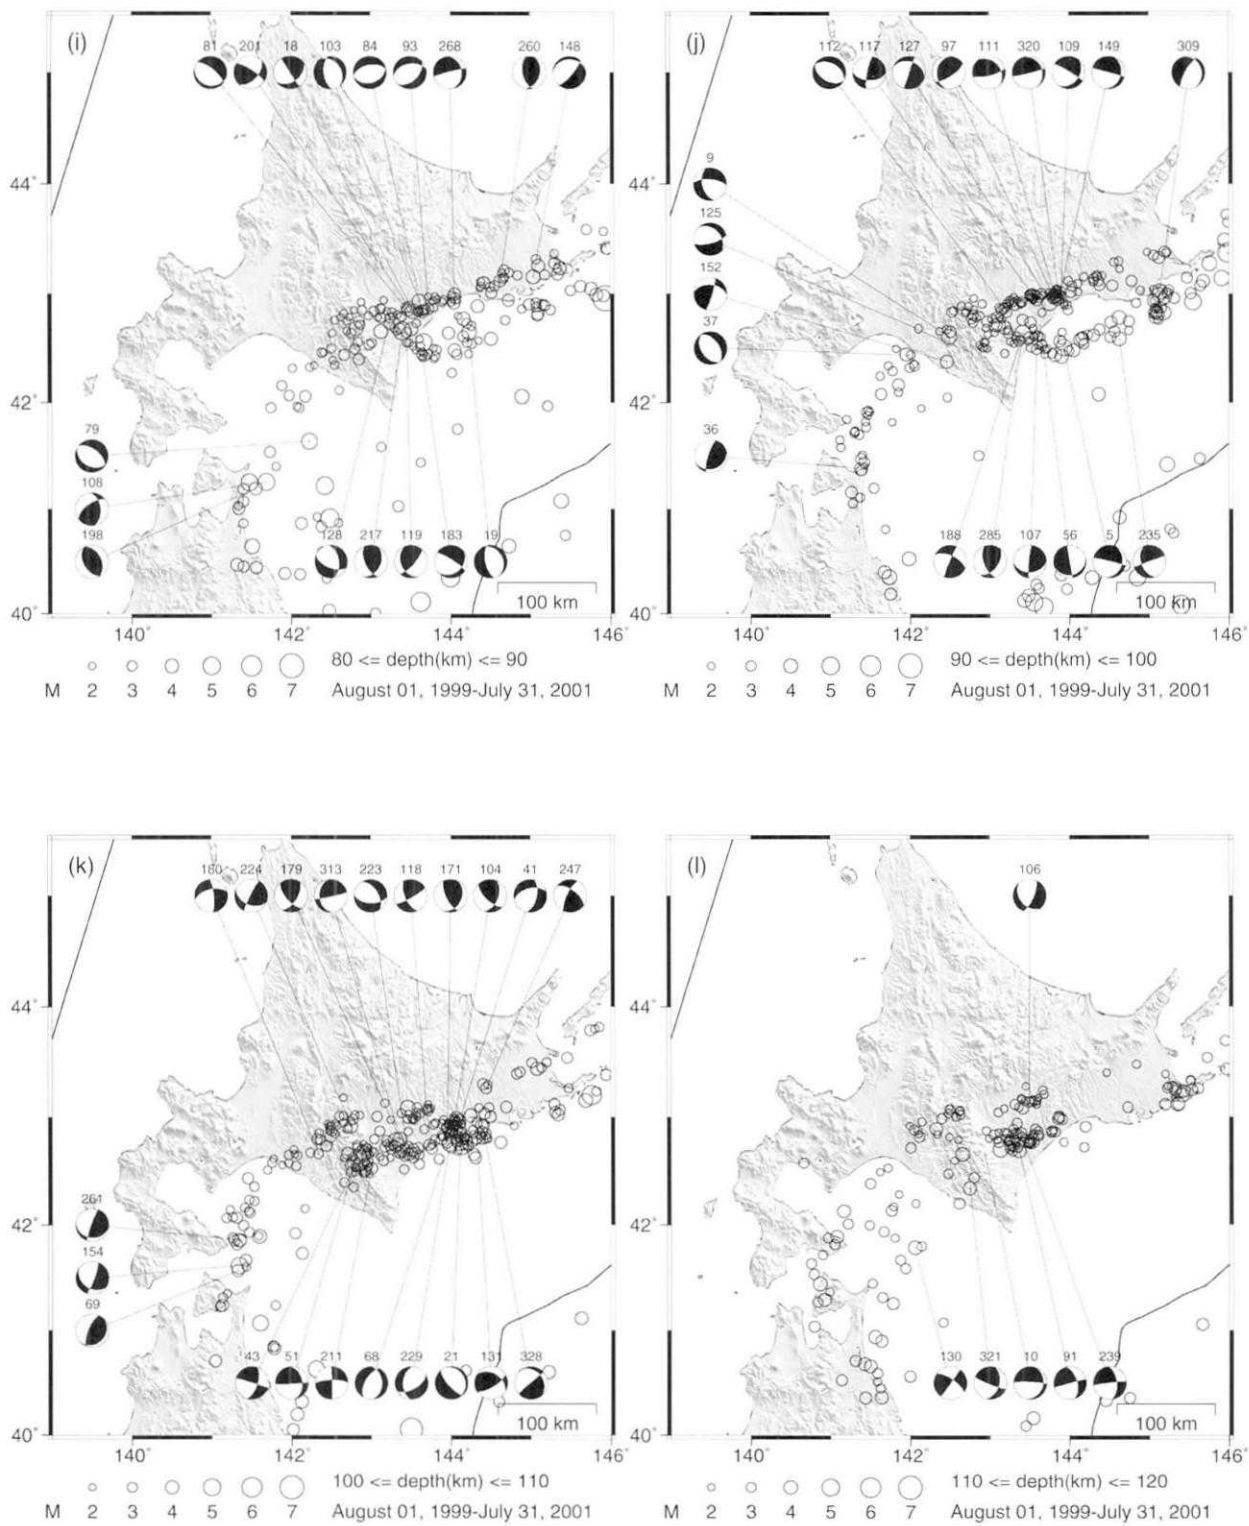 (i)
81 201 18 103 84 93 268 260 148
44°
42°
79
108
198
128 217 119 183 19
100 km
40°
140° 142° 144° 146°
80 <= depth(km) <= 90
M 2 3 4 5 6 7 August 01, 1999-July 31, 2001
(j)
112 117 127 97 111 320 109 149 309
9
44°
125
152
37
42°
36
188 285 107 56 5 235
100 km
40°
140° 142° 144° 146°
90 <= depth(km) <= 100
M 2 3 4 5 6 7 August 01, 1999-July 31, 2001
(k)
180 224 179 313 223 118 171 104 41 247
44°
261
42°
154
69
43 51 211 68 229 21 131 328
100 km
40°
140° 142° 144° 146°
100 <= depth(km) <= 110
M 2 3 4 5 6 7 August 01, 1999-July 31, 2001
(l)
106
44°
42°
130 321 10 91 239
100 km
40°
140° 142° 144° 146°
110 <= depth(km) <= 120
M 2 3 4 5 6 7 August 01, 1999-July 31, 2001